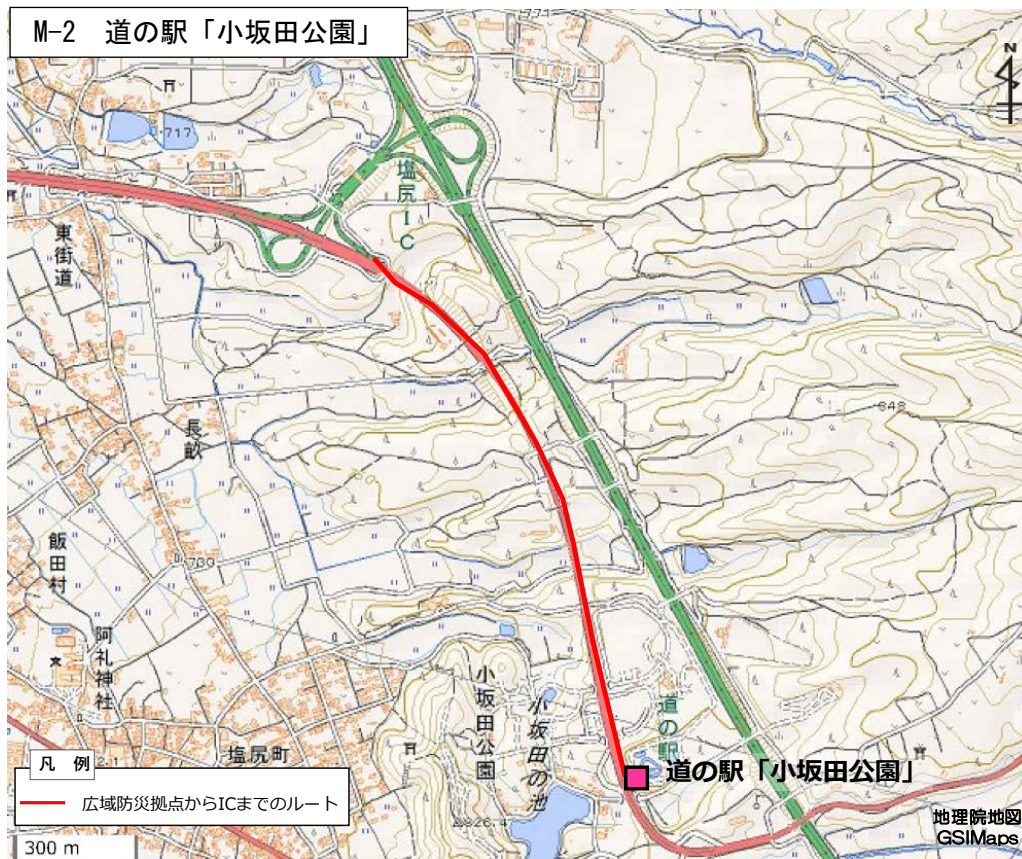 M-2 道の駅「小坂田公園」
771
N
717
塩尻IC
東街道
長畝
848
飯田村
阿礼神社
小坂田公園
小坂田の池
道の駅
道の駅「小坂田公園」
塩尻町
凡 例
広域防災拠点からICまでのルート
826.4
300 m
地理院地図
GSIMaps